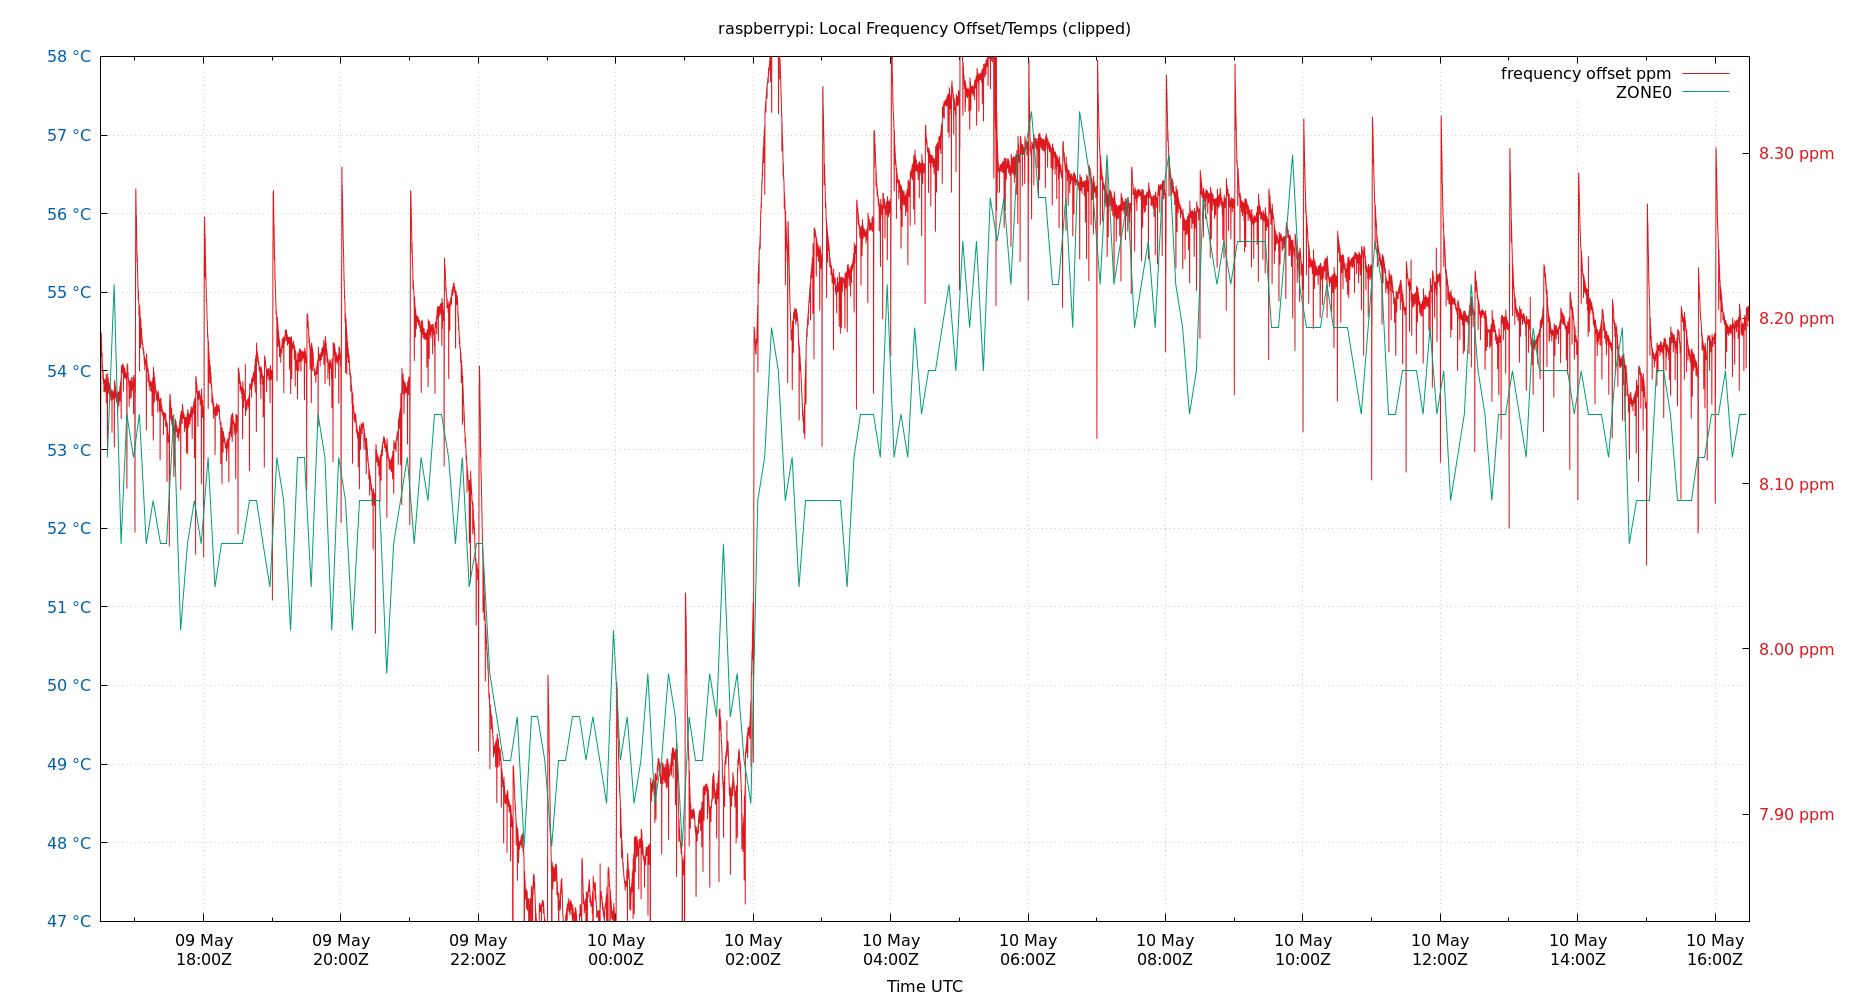 raspberrypi: Local Frequency Offset/Temps (clipped)
frequency offset ppm
ZONE0
58 °C
57 °C
56 °C
55 °C
54 °C
53 °C
52 °C
51 °C
50 °C
49 °C
48 °C
47 °C
8.30 ppm
8.20 ppm
8.10 ppm
8.00 ppm
7.90 ppm
09 May 09 May 09 May 10 May 10 May 10 May 10 May 10 May 10 May 10 May 10 May 10 May
18:00Z 20:00Z 22:00Z 00:00Z 02:00Z 04:00Z 06:00Z 08:00Z 10:00Z 12:00Z 14:00Z 16:00Z
Time UTC